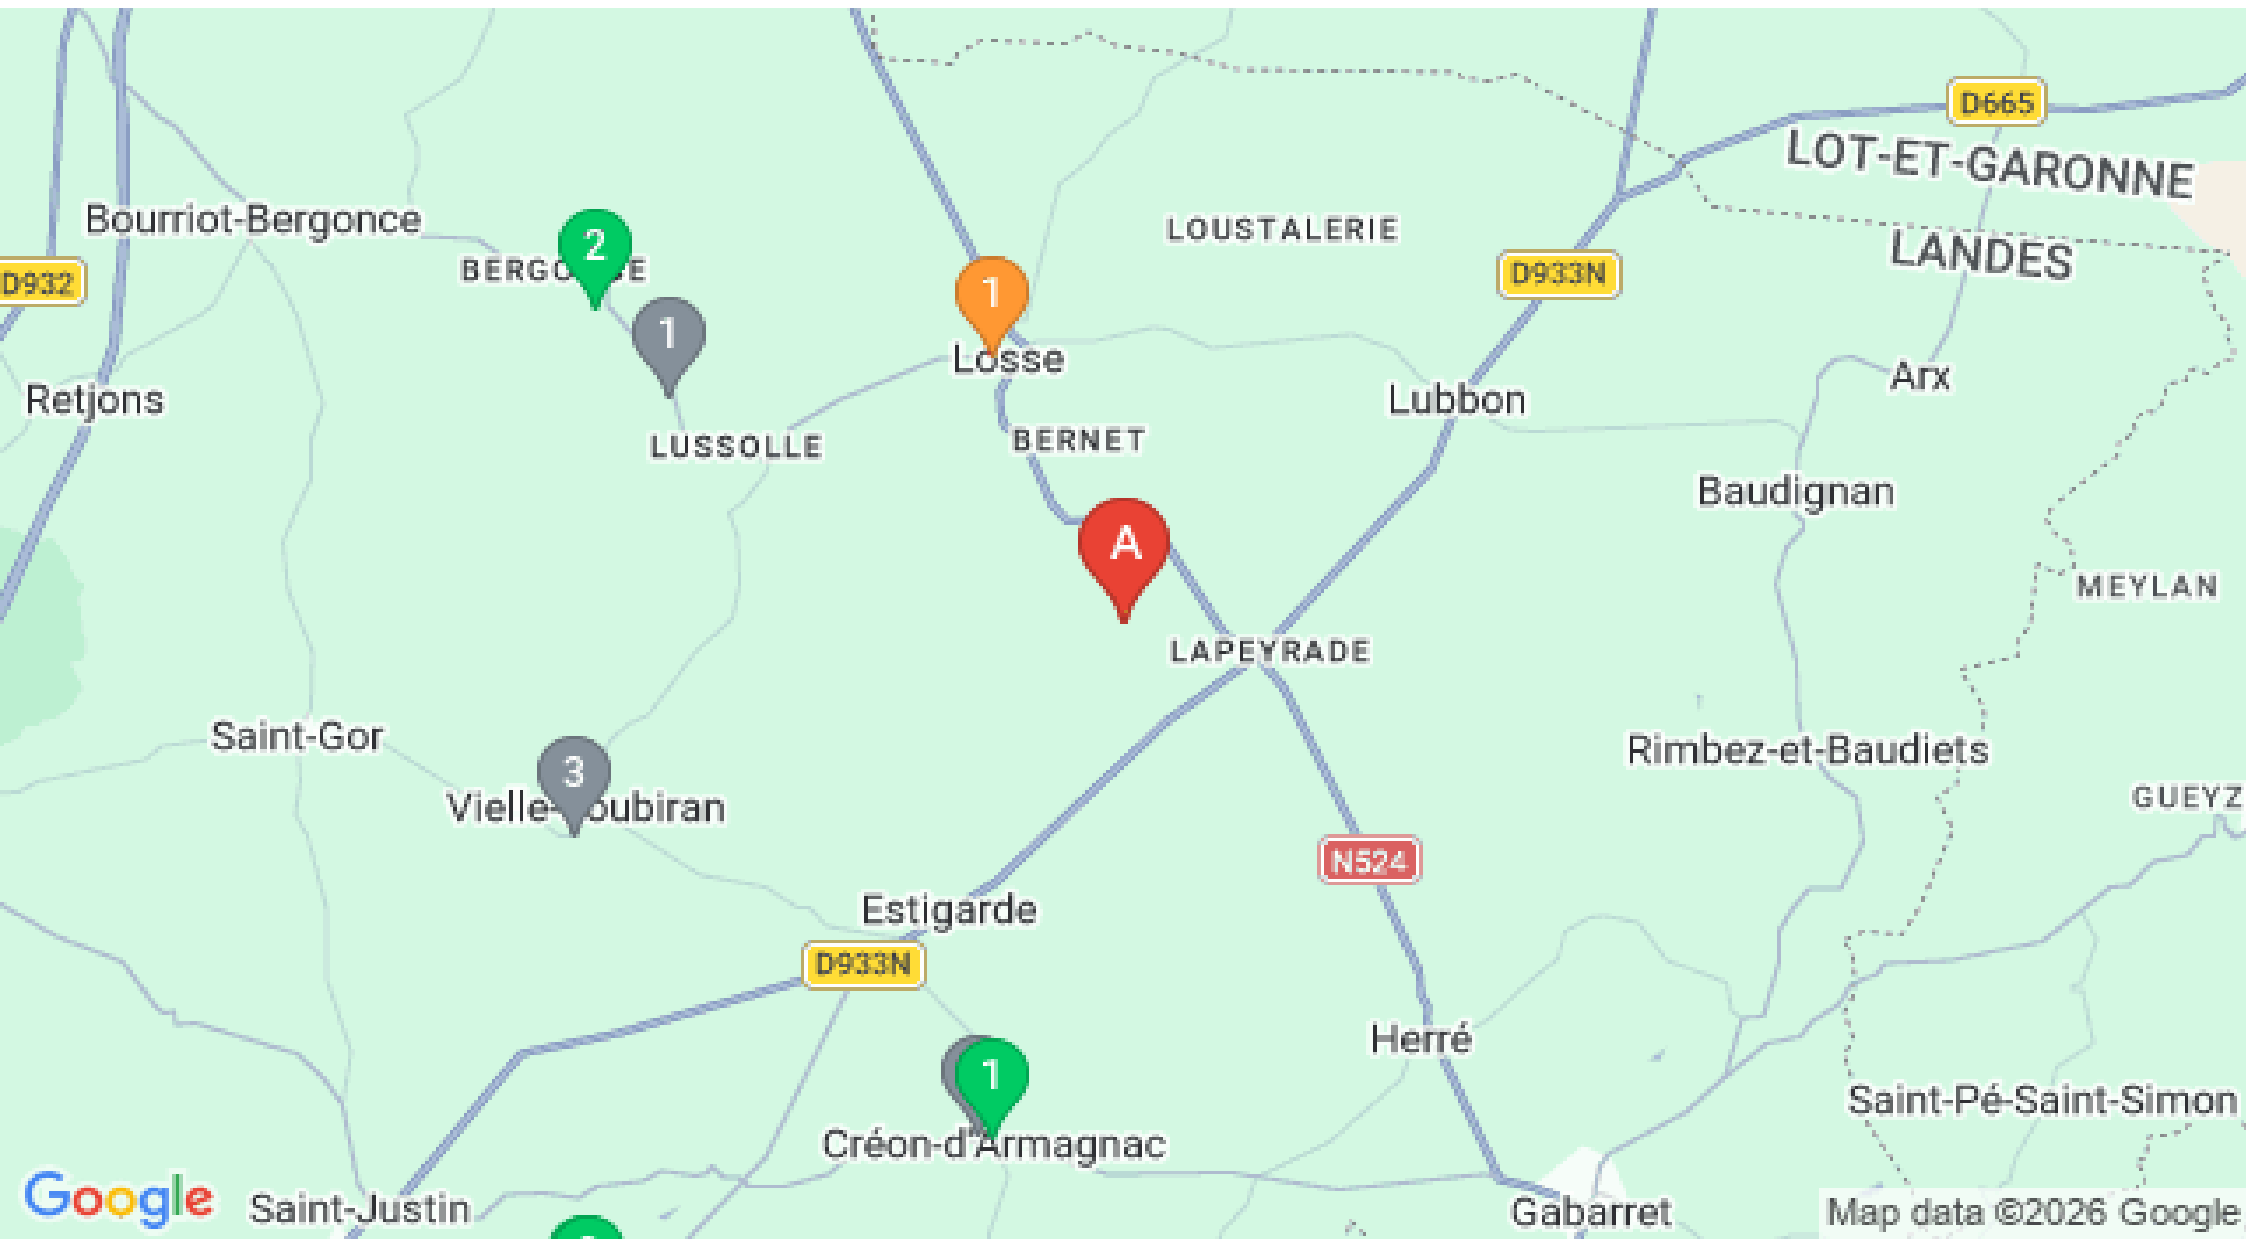 D665
LOT-ET-GARONNE
Bourriot-Bergonce
LOUSTALERIE
2
LANDES
D932
D933N
1
1
Losse
Arx
Retjons
Lubbon
LUSSOLLE
BERNET
Baudignan
A
MEYLAN
LAPEYRADE
Saint-Gor
Rimbez-et-Baudiets
3
GUEYZ
N524
Estigarde
D933N
Herré
1
Saint-Pé-Saint-Simon
Créon-d'Armagnac
Google
Saint-Justin
Gabarret
Map data ©2026 Google